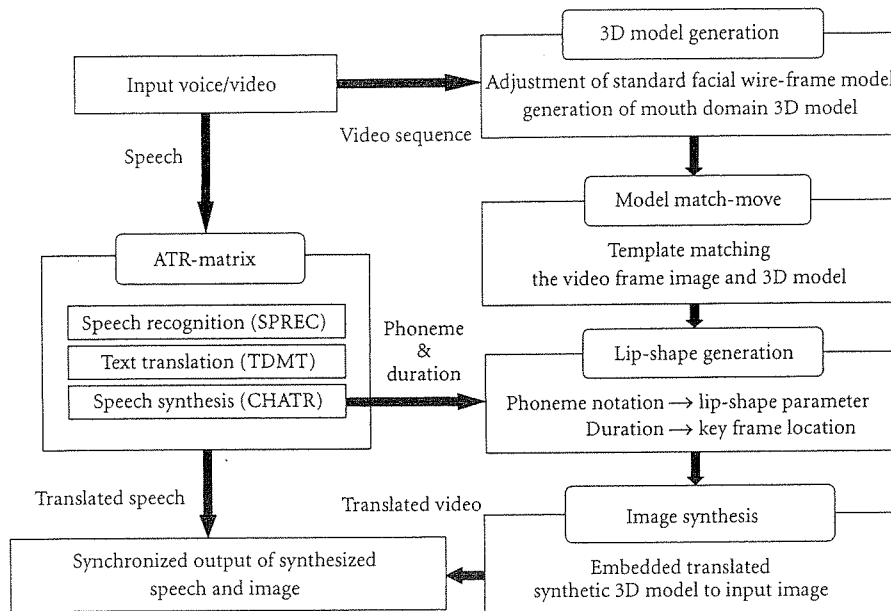 3D model generation
Input voice/video
Adjustment of standard facial wire-frame model
generation of mouth domain 3D model
Video sequence
Speech
Model match-move
ATR-matrix
Template matching
the video frame image and 3D model
Speech recognition (SPREC)
Text translation (TDMT)
Speech synthesis (CHATR)
Phoneme
&
duration
Lip-shape generation
Phoneme notation → lip-shape parameter
Duration → key frame location
Translated speech
Translated video
Image synthesis
Synchronized output of synthesized
speech and image
Embedded translated
synthetic 3D model to input image